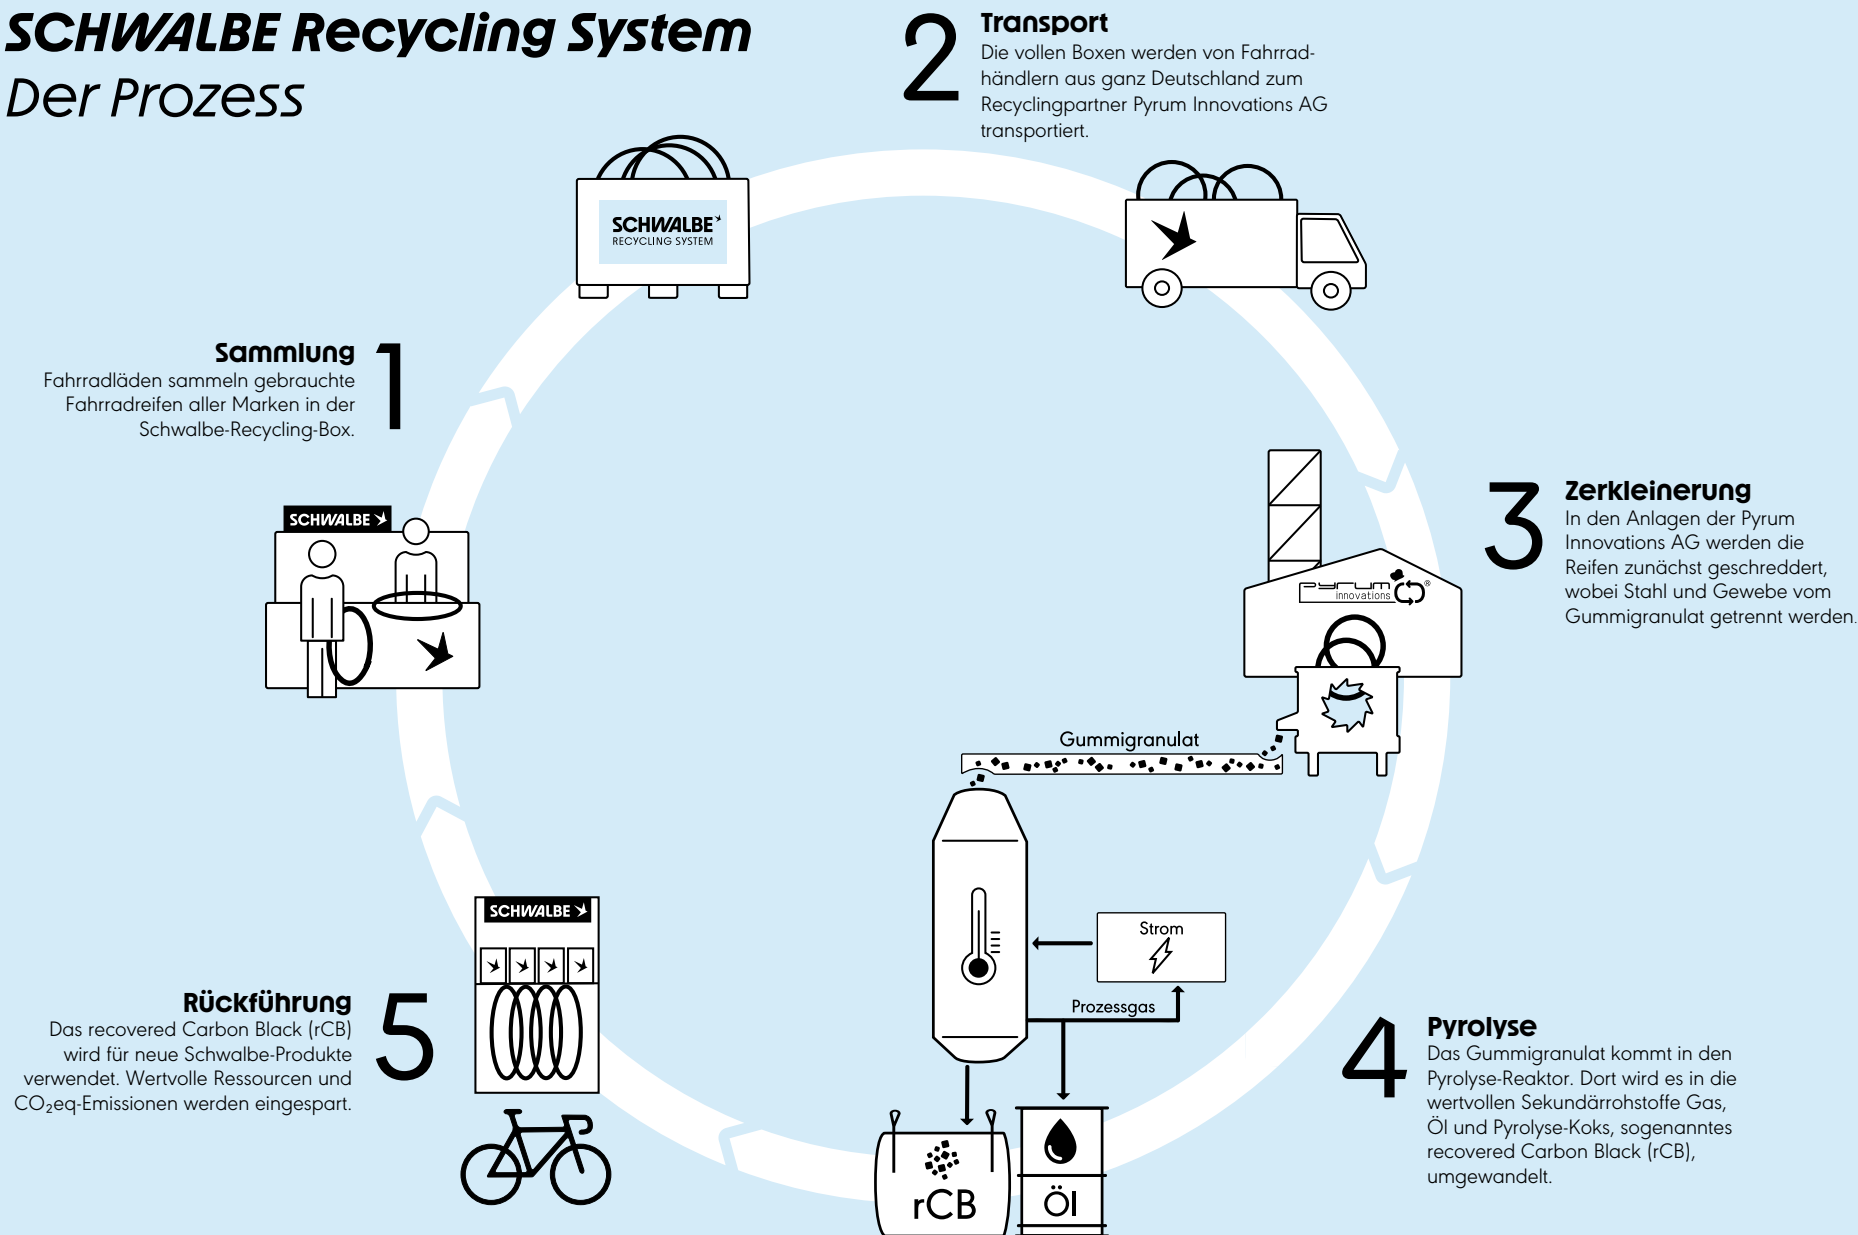 SCHWALBE Recycling System
Der Prozess
2
Transport
Die vollen Boxen werden von Fahrrad-
händlern aus ganz Deutschland zum
Recyclingpartner Pyrum Innovations AG
transportiert.
SCHWALBE
RECYCLING SYSTEM
Sammlung
1
Fahrradläden sammeln gebrauchte
Fahrradreifen aller Marken in der
Schwalbe-Recycling-Box.
SCHWALBE
3
Zerkleinerung
In den Anlagen der Pyrum
Innovations AG werden die
Reifen zunächst geschreddert,
wobei Stahl und Gewebe vom
Gummigranulat getrennt werden.
pyrum
innovations
®
Gummigranulat
Strom
Prozessgas
4
Pyrolyse
Das Gummigranulat kommt in den
Pyrolyse-Reaktor. Dort wird es in die
wertvollen Sekundärrohstoffe Gas,
Öl und Pyrolyse-Koks, sogenanntes
recovered Carbon Black (rCB),
umgewandelt.
rCB
Öl
SCHWALBE
Rückführung
5
Das recovered Carbon Black (rCB)
wird für neue Schwalbe-Produkte
verwendet. Wertvolle Ressourcen und
CO₂eq-Emissionen werden eingespart.